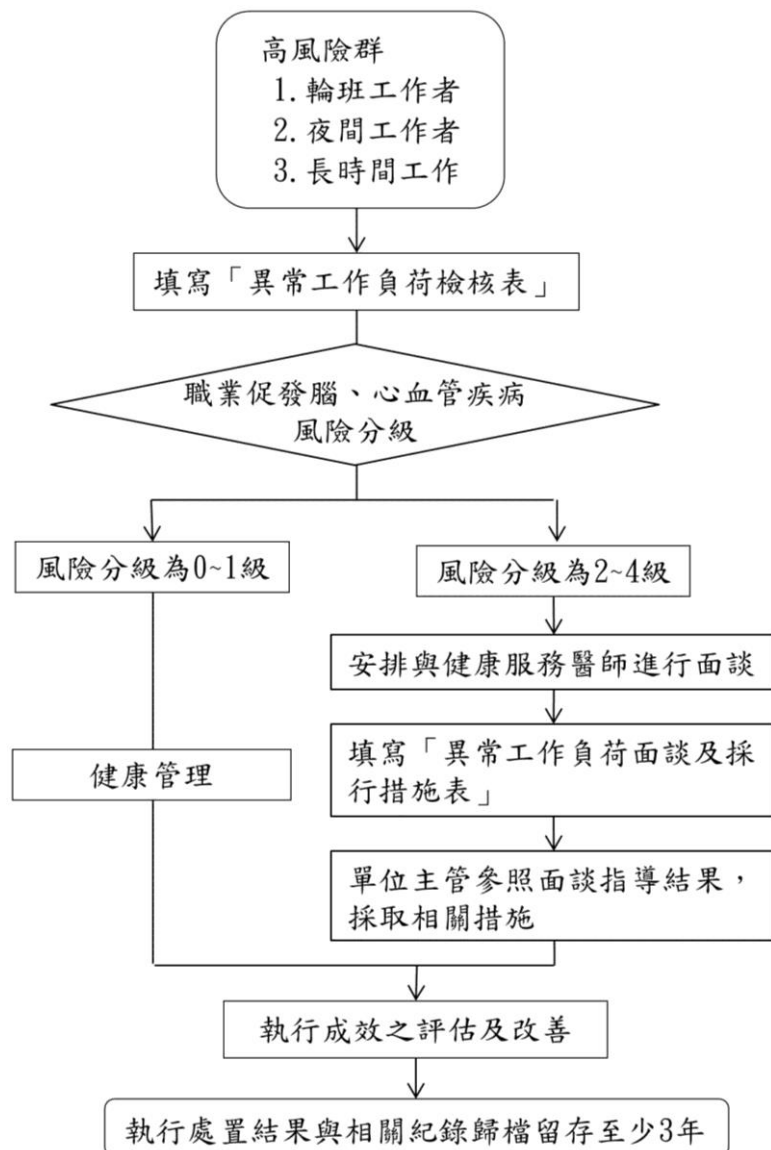 高風險群
1.輪班工作者
2.夜間工作者
3.長時間工作
填寫「異常工作負荷檢核表」
職業促發腦、心血管疾病
風險分級
風險分級為0~1級
風險分級為2~4級
安排與健康服務醫師進行面談
填寫「異常工作負荷面談及採
行措施表」
健康管理
單位主管參照面談指導結果，
採取相關措施
執行成效之評估及改善
執行處置結果與相關紀錄歸檔留存至少3年